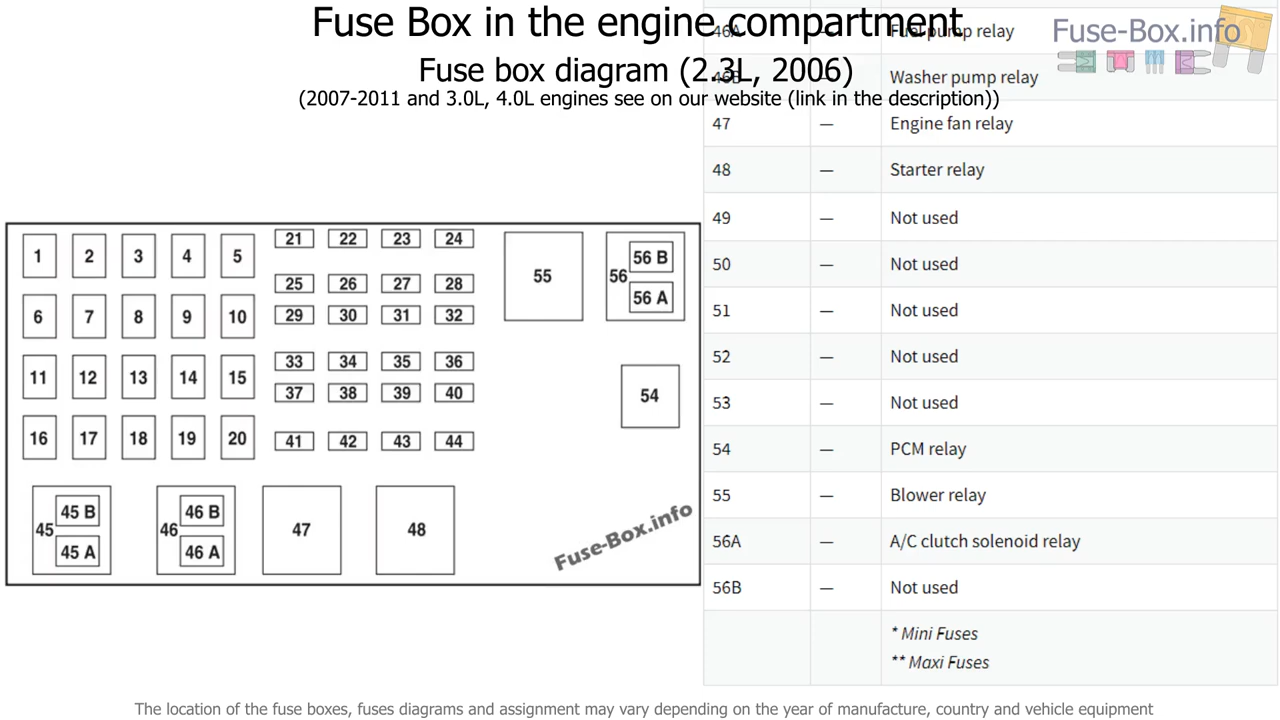 Fuse Box in the engine compartment
Fuse box diagram (2.3L, 2006)
(2007-2011 and 3.0L, 4.0L engines see on our website (link in the description))
Fuse-Box.info
46A — Fuel pump relay
46B — Washer pump relay
47 — Engine fan relay
48 — Starter relay
49 — Not used
50 — Not used
51 — Not used
52 — Not used
53 — Not used
54 — PCM relay
55 — Blower relay
56A — A/C clutch solenoid relay
56B — Not used
* Mini Fuses
** Maxi Fuses
21 22 23 24
1 2 3 4 5
55
56 56 B
56 A
25 26 27 28
6 7 8 9 10
29 30 31 32
33 34 35 36
11 12 13 14 15
37 38 39 40
54
16 17 18 19 20
41 42 43 44
45 45 B
45 A
46 46 B
46 A
47
48
Fuse-Box.info
The location of the fuse boxes, fuses diagrams and assignment may vary depending on the year of manufacture, country and vehicle equipment